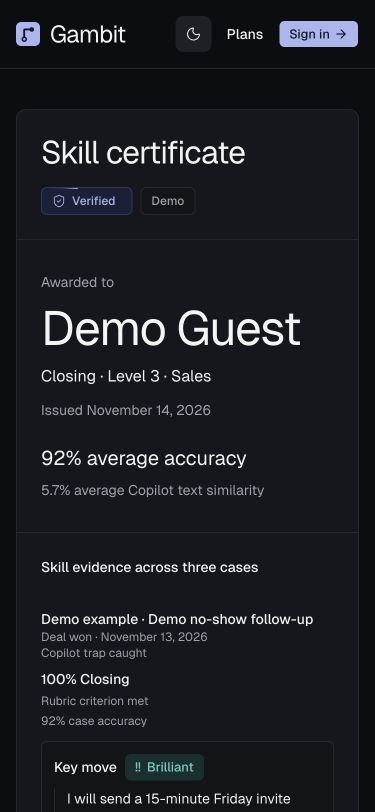 Gambit
Plans
Sign in →
Skill certificate
Verified
Demo
Awarded to
Demo Guest
Closing · Level 3 · Sales
Issued November 14, 2026
92% average accuracy
5.7% average Copilot text similarity
Skill evidence across three cases
Demo example · Demo no-show follow-up
Deal won · November 13, 2026
Copilot trap caught
100% Closing
Rubric criterion met
92% case accuracy
Key move
!! Brilliant
I will send a 15-minute Friday invite